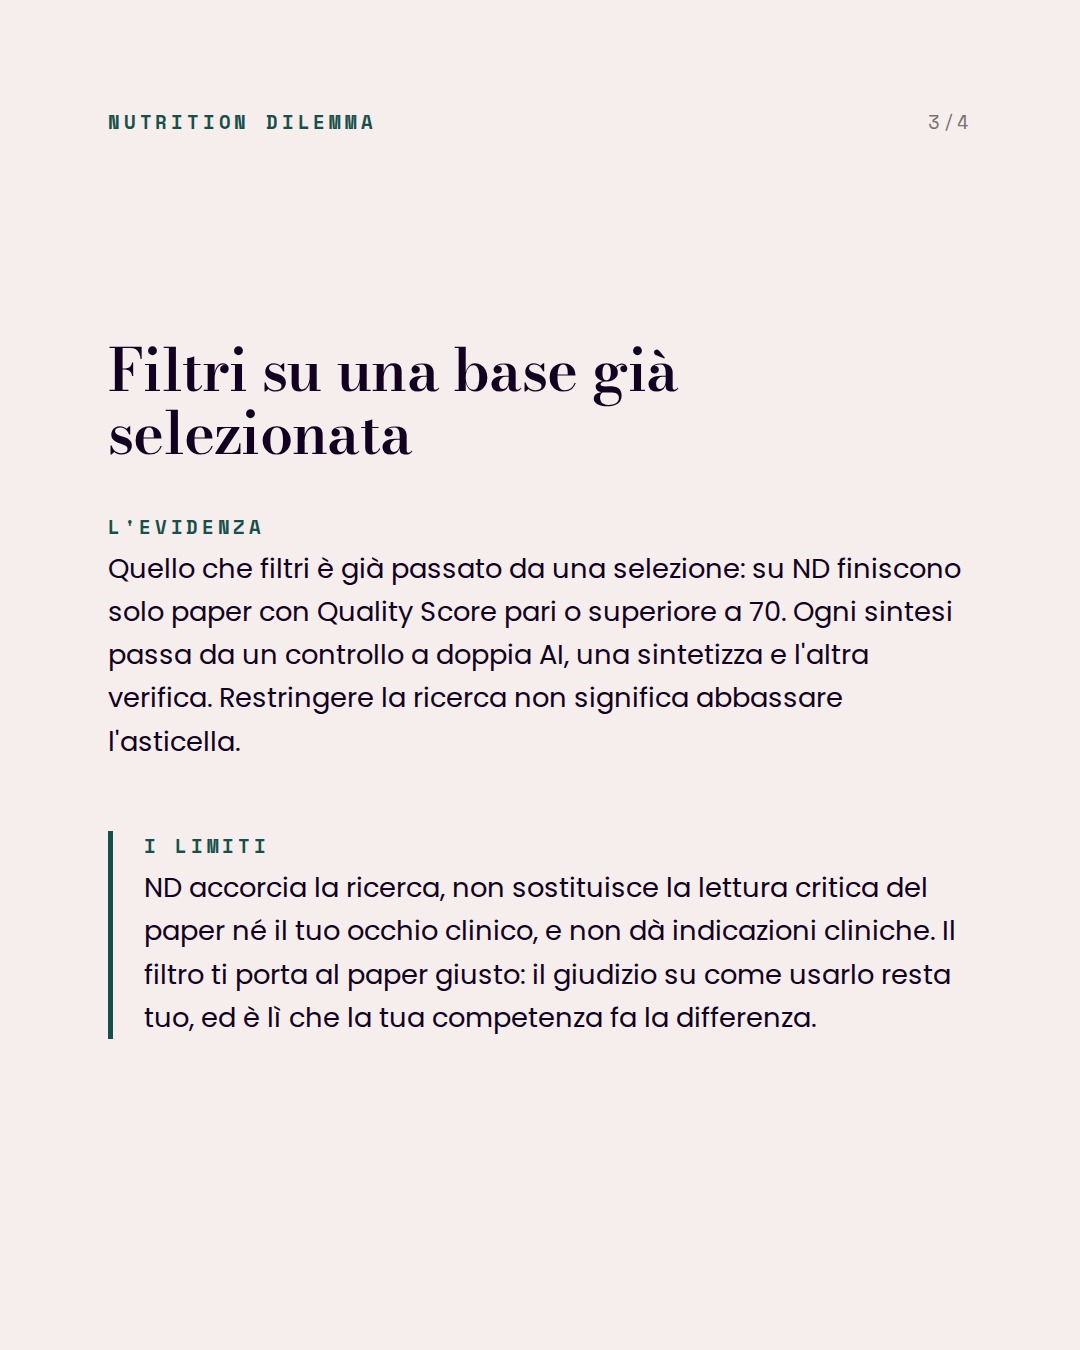 NUTRITION DILEMMA
3/4
Filtri su una base già
selezionata
L'EVIDENZA
Quello che filtri è già passato da una selezione: su ND finiscono
solo paper con Quality Score pari o superiore a 70. Ogni sintesi
passa da un controllo a doppia AI, una sintetizza e l'altra
verifica. Restringere la ricerca non significa abbassare
l'asticella.
I LIMITI
ND accorcia la ricerca, non sostituisce la lettura critica del
paper né il tuo occhio clinico, e non dà indicazioni cliniche. Il
filtro ti porta al paper giusto: il giudizio su come usarlo resta
tuo, ed è lì che la tua competenza fa la differenza.